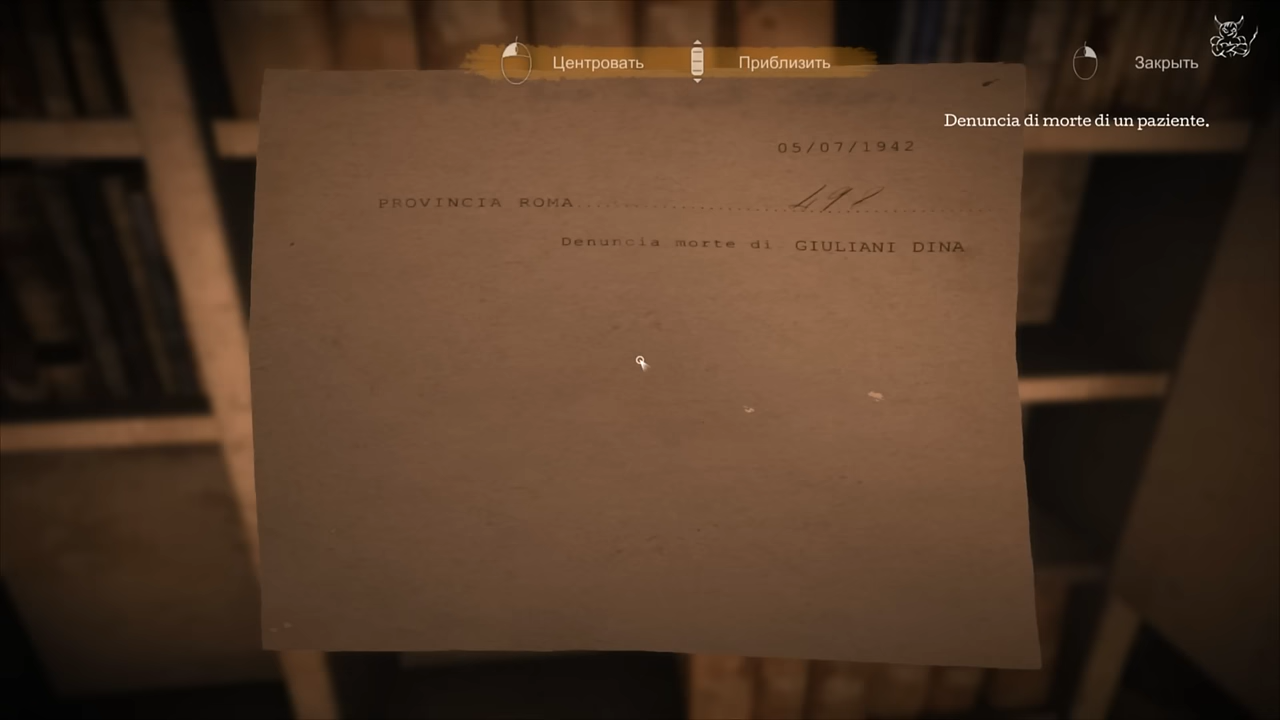 Центровать
Приблизить
Закрыть
Denuncia di morte di un paziente.
05/07/1942
PROVINCIA ROMA
Denuncia morte di GIULIANI DINA